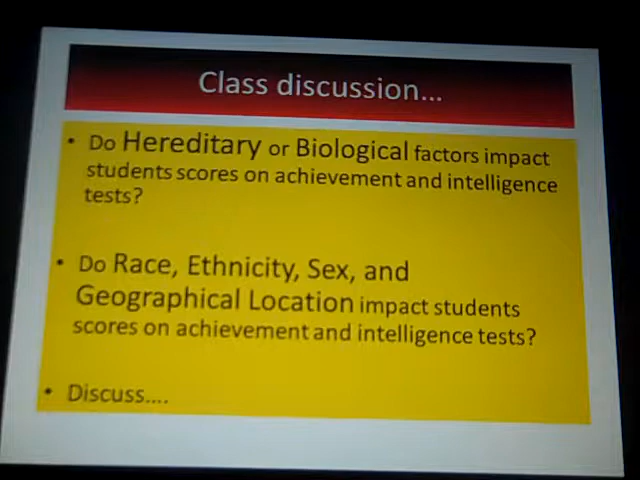 Class discussion...
• Do Hereditary or Biological factors impact
students scores on achievement and intelligence
tests?
• Do Race, Ethnicity, Sex, and
Geographical Location impact students
scores on achievement and intelligence tests?
• Discuss....